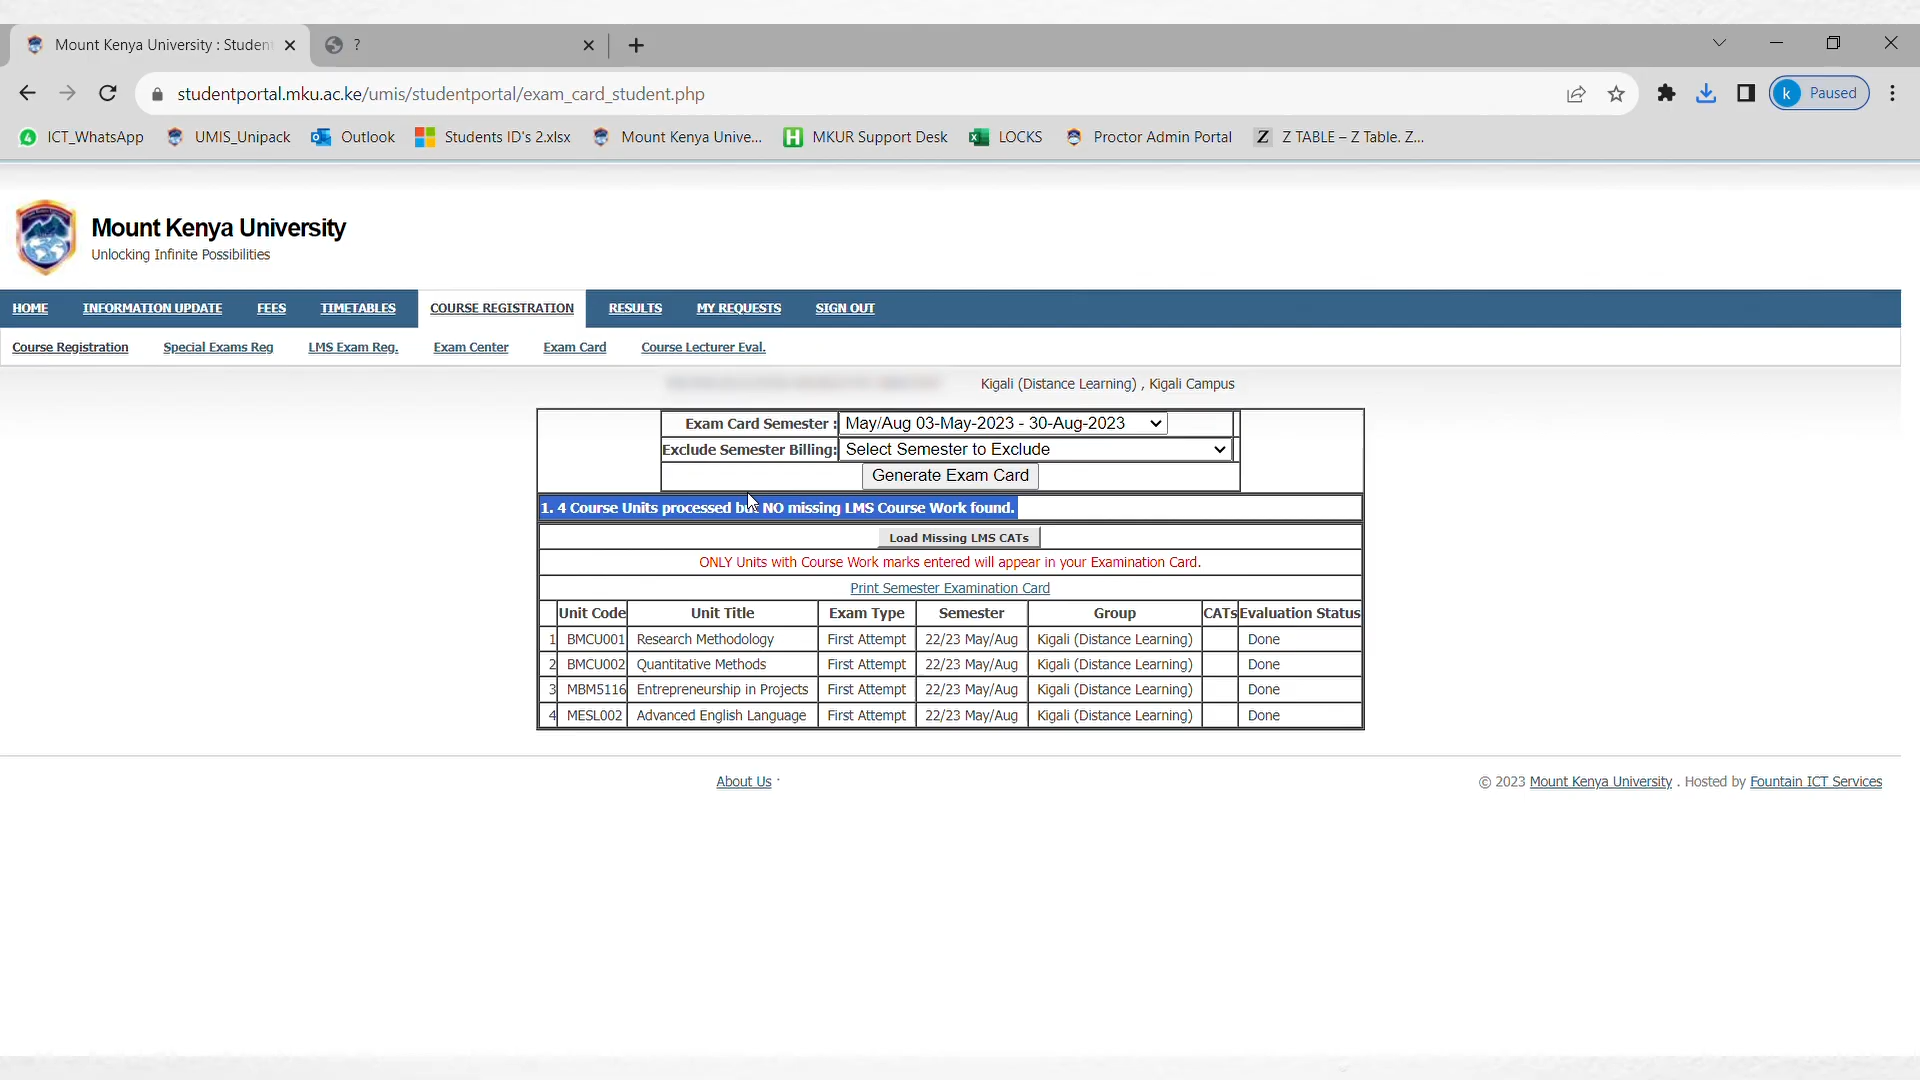 Mount Kenya University : Studen
?
studentportal.mku.ac.ke/umis/studentportal/exam_card_student.php
k Paused
ICT_WhatsApp UMIS_Unipack Outlook Students ID's 2.xlsx Mount Kenya Unive... MKUR Support Desk LOCKS Proctor Admin Portal Z TABLE – Z Table. Z...
Mount Kenya University
Unlocking Infinite Possibilities
HOME INFORMATION UPDATE FEES TIMETABLES COURSE REGISTRATION RESULTS MY REQUESTS SIGN OUT
Course Registration Special Exams Reg LMS Exam Reg. Exam Center Exam Card Course Lecturer Eval.
Kigali (Distance Learning) , Kigali Campus
Exam Card Semester : May/Aug 03-May-2023 - 30-Aug-2023
Exclude Semester Billing: Select Semester to Exclude
Generate Exam Card
1. 4 Course Units processed but NO missing LMS Course Work found.
Load Missing LMS CATs
ONLY Units with Course Work marks entered will appear in your Examination Card.
Print Semester Examination Card
Unit Code Unit Title Exam Type Semester Group CATs Evaluation Status
1 BMCU001 Research Methodology First Attempt 22/23 May/Aug Kigali (Distance Learning) Done
2 BMCU002 Quantitative Methods First Attempt 22/23 May/Aug Kigali (Distance Learning) Done
3 MBM5116 Entrepreneurship in Projects First Attempt 22/23 May/Aug Kigali (Distance Learning) Done
4 MESL002 Advanced English Language First Attempt 22/23 May/Aug Kigali (Distance Learning) Done
About Us ·
© 2023 Mount Kenya University . Hosted by Fountain ICT Services